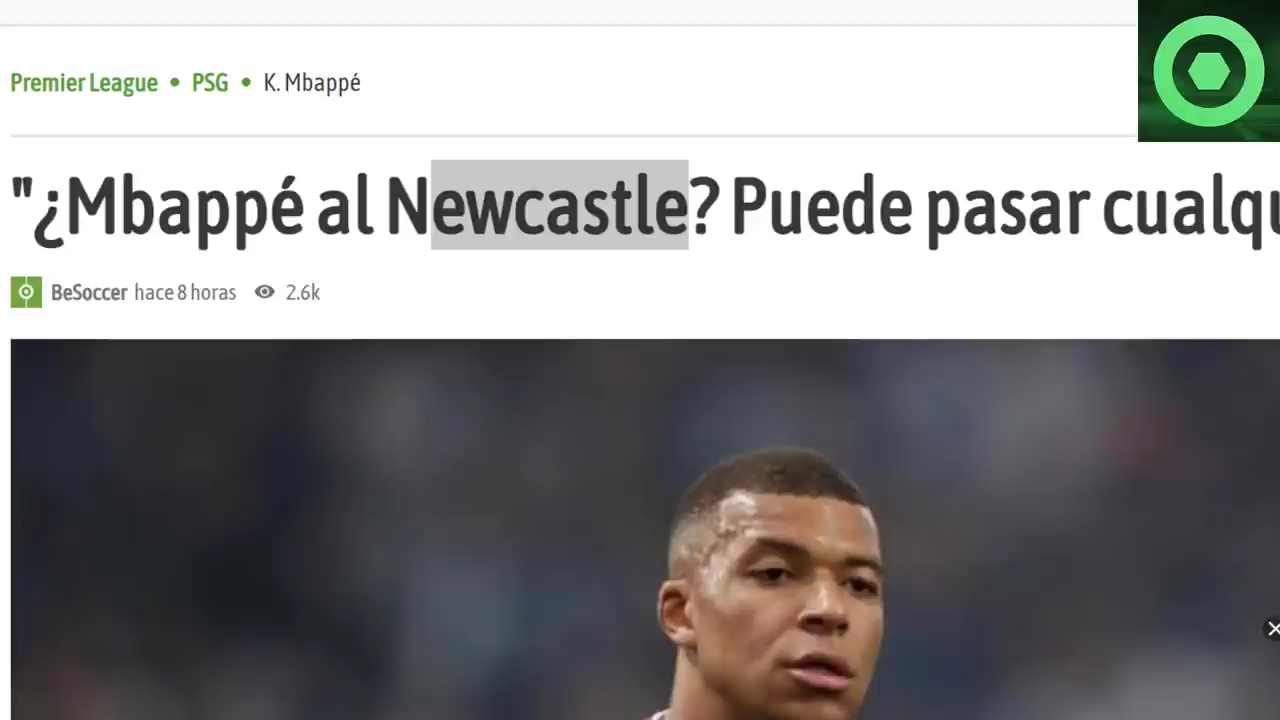 Premier League • PSG • K. Mbappé
"¿Mbappé al Newcastle? Puede pasar
BeSoccer hace 8 horas 2.6k